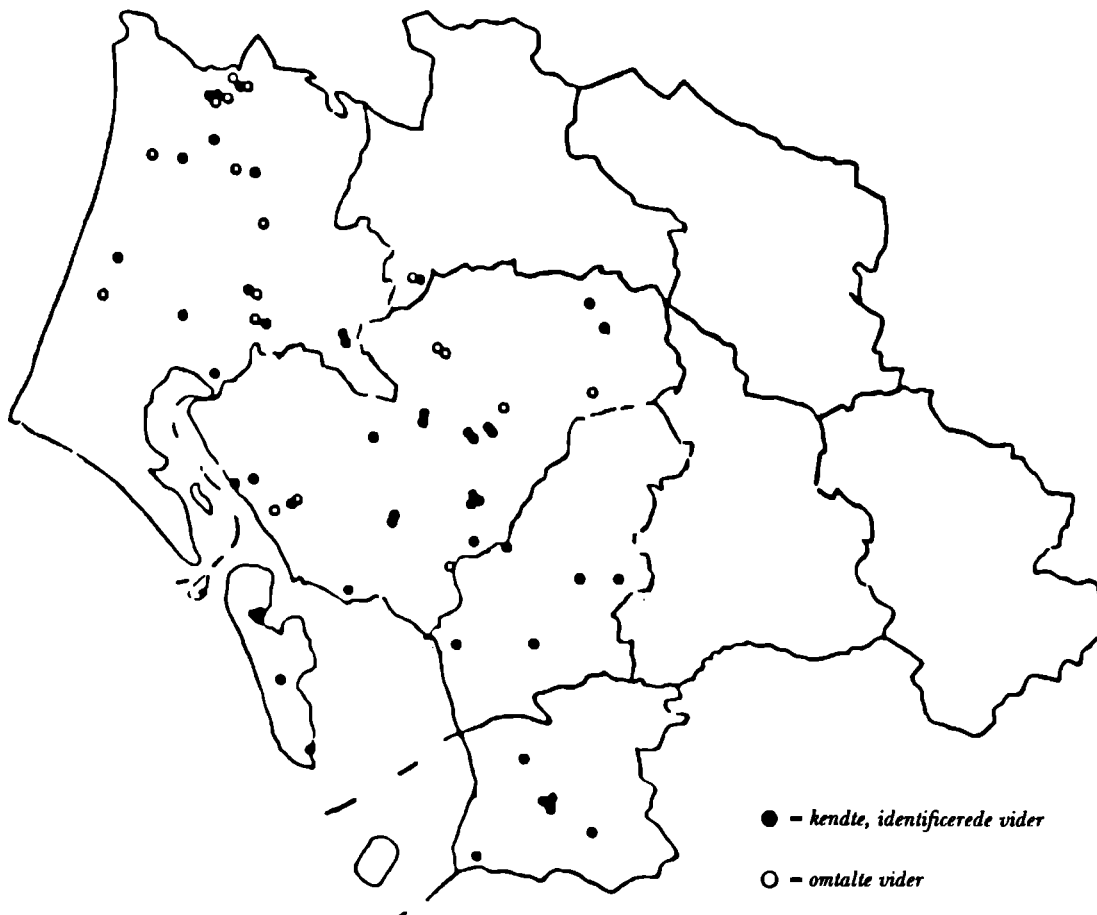 ● = kendte, identificerede vider
○ = omtalte vider